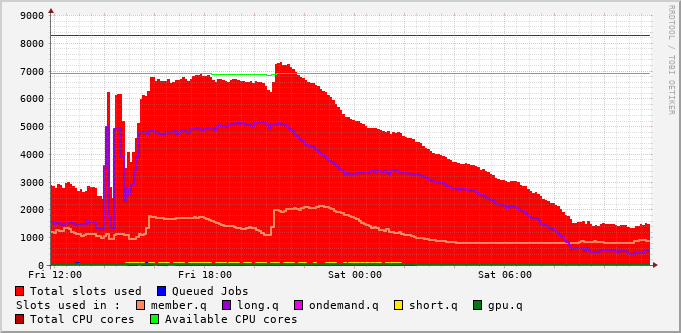 9000
8000
7000
6000
5000
4000
3000
2000
1000
0
Fri 12:00 Fri 18:00 Sat 00:00 Sat 06:00
Total slots used Queued Jobs
Slots used in : member.q long.q ondemand.q short.q gpu.q
Total CPU cores Available CPU cores
RRDTOOL / TOBI OETIKER